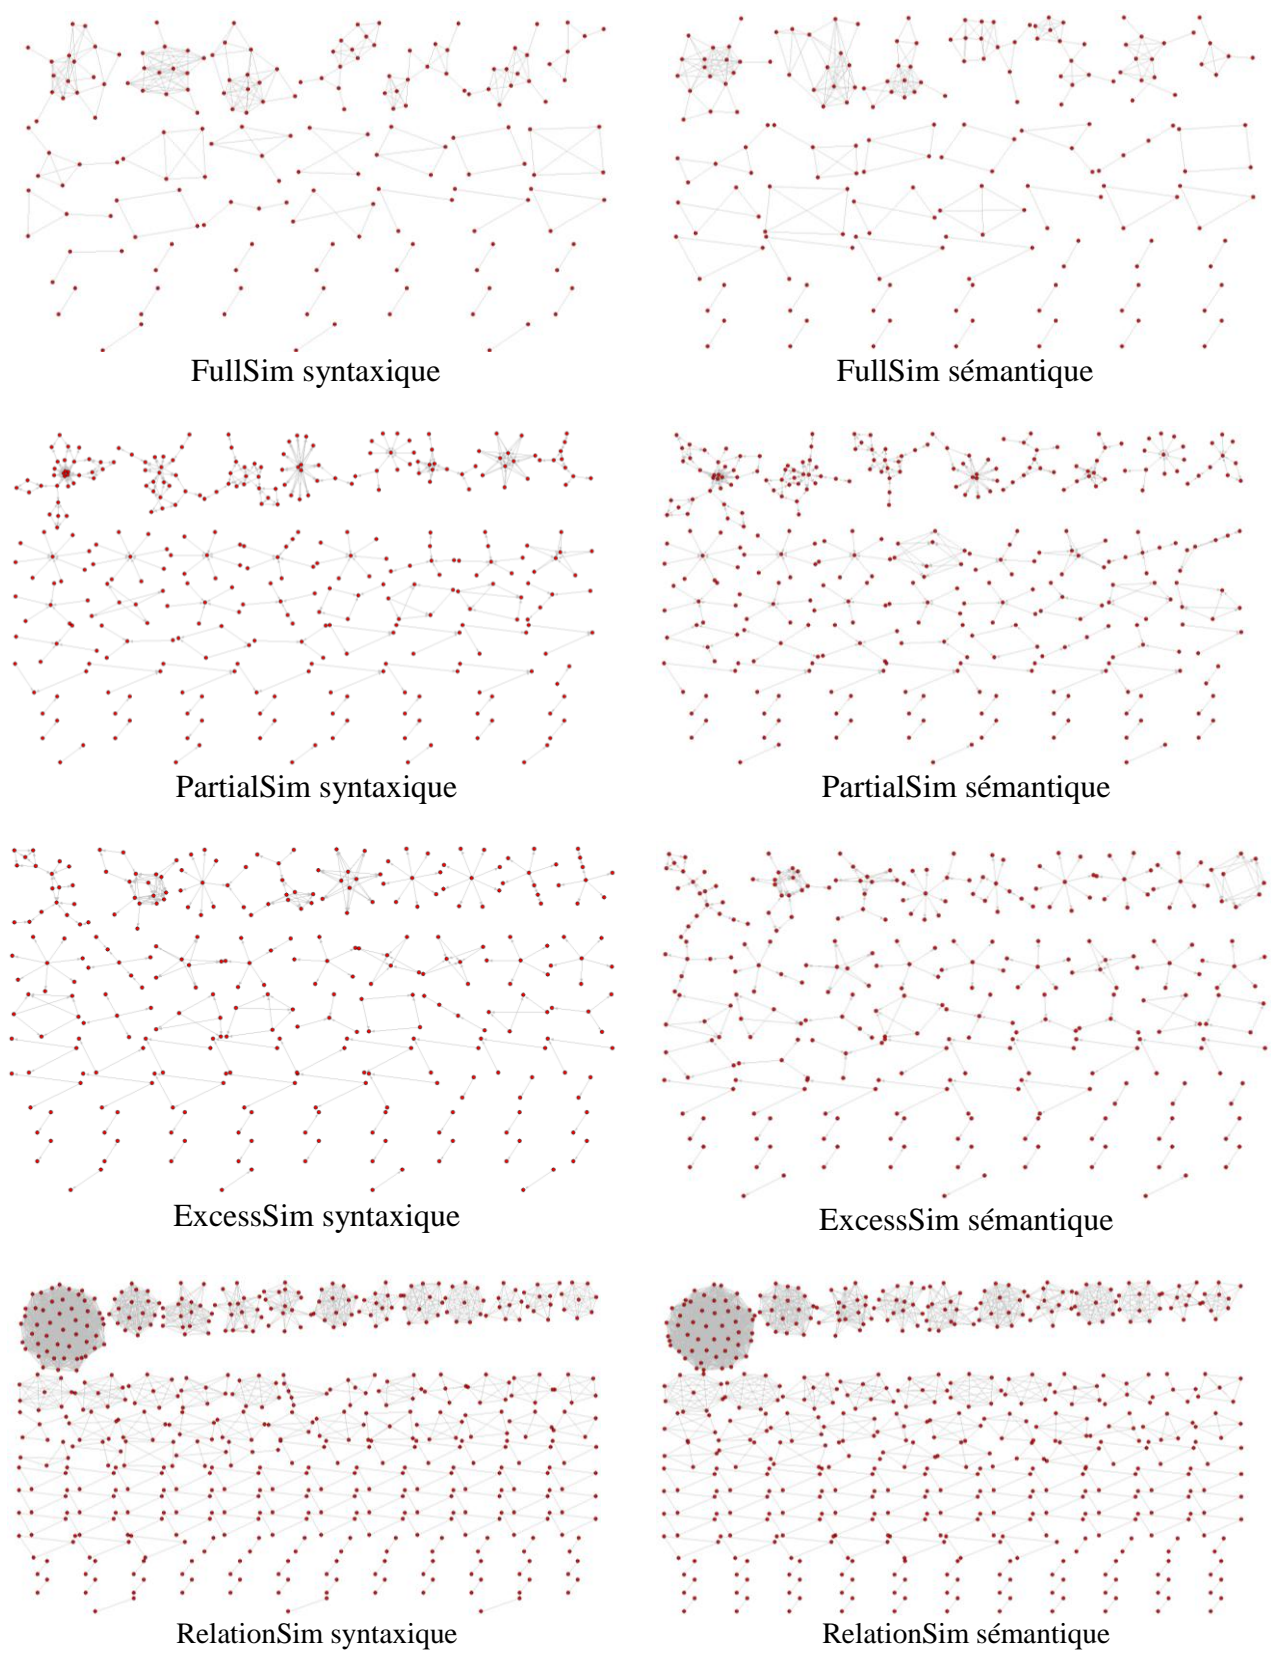 FullSim syntaxique
FullSim sémantique
PartialSim syntaxique
PartialSim sémantique
ExcessSim syntaxique
ExcessSim sémantique
RelationSim syntaxique
RelationSim sémantique